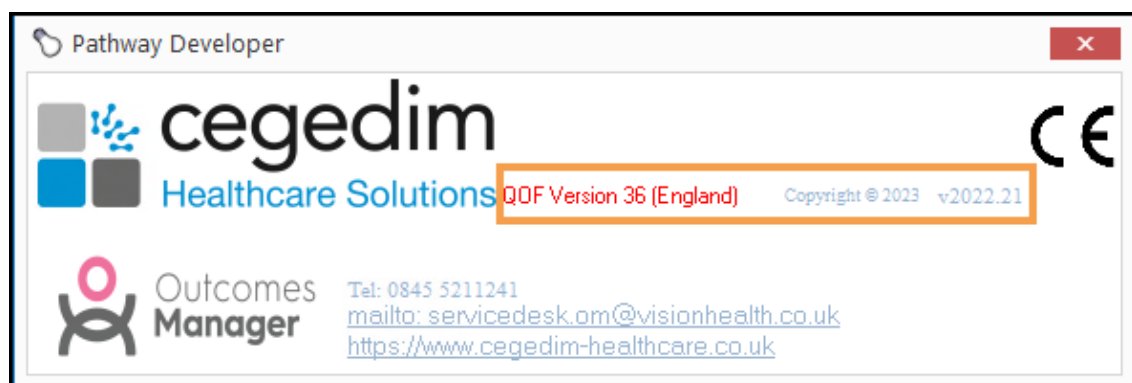 Pathway Developer
cegedim
Healthcare Solutions
QOF Version 36 (England) Copyright © 2023 v2022.21
CE
Outcomes
Manager
Tel: 0845 5211241
mailto: servicedesk.om@visionhealth.co.uk
https://www.cegedim-healthcare.co.uk